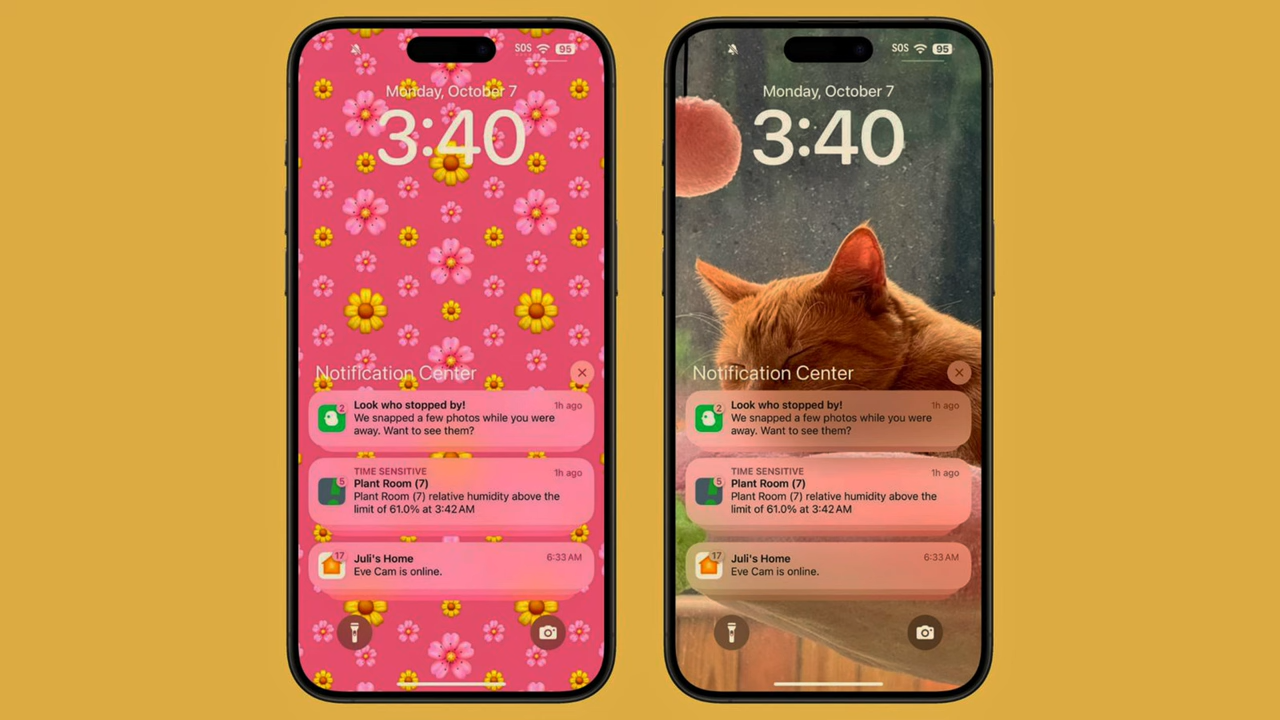 SOS 95
Monday, October 7
3:40
Notification Center
2
Look who stopped by! 1h ago
We snapped a few photos while you were
away. Want to see them?
TIME SENSITIVE 1h ago
5
Plant Room (7)
Plant Room (7) relative humidity above the
limit of 61.0% at 3:42 AM
17
Juli's Home 6:33 AM
Eve Cam is online.
SOS 95
Monday, October 7
3:40
Notification Center
2
Look who stopped by! 1h ago
We snapped a few photos while you were
away. Want to see them?
TIME SENSITIVE 1h ago
5
Plant Room (7)
Plant Room (7) relative humidity above the
limit of 61.0% at 3:42 AM
17
Juli's Home 6:33 AM
Eve Cam is online.